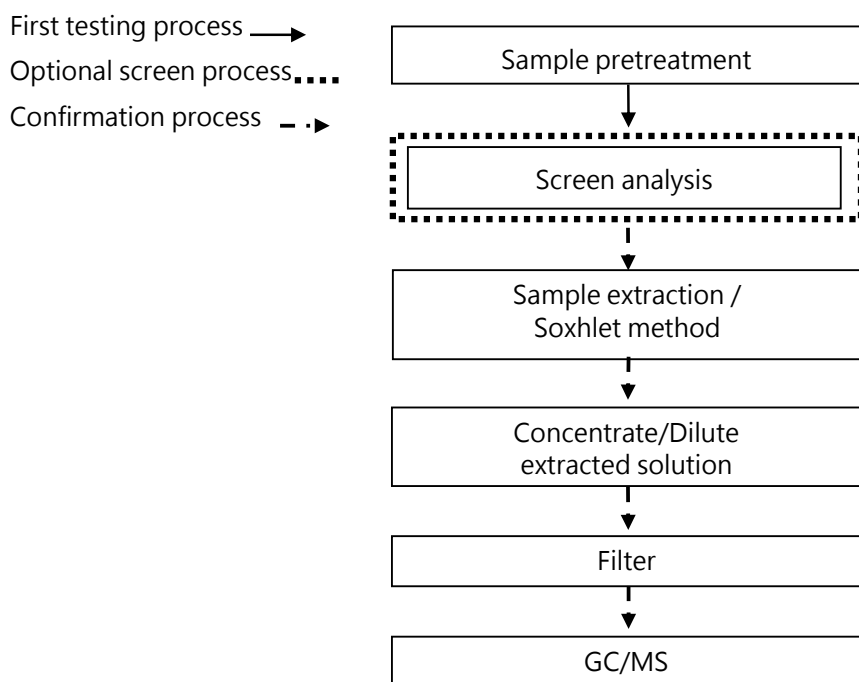 First testing process
Optional screen process
Confirmation process
Sample pretreatment
Screen analysis
Sample extraction /
Soxhlet method
Concentrate/Dilute
extracted solution
Filter
GC/MS